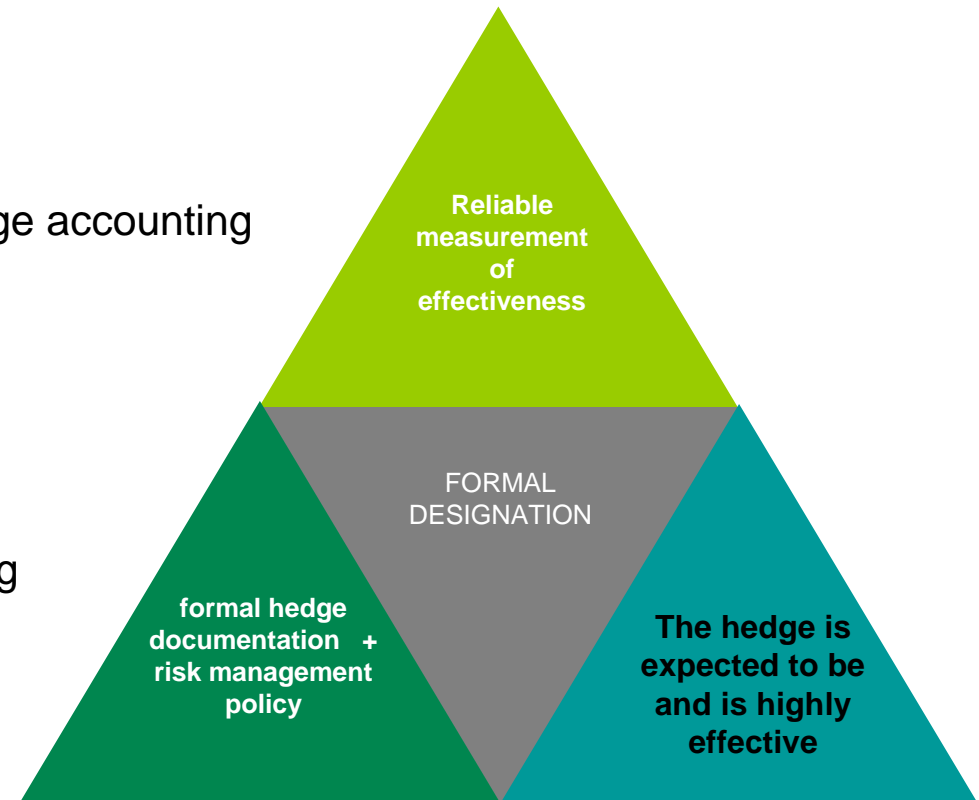 Reliable
measurement
of
effectiveness
ge accounting
FORMAL
DESIGNATION
g
formal hedge
documentation +
risk management
policy
The hedge is
expected to be
and is highly
effective